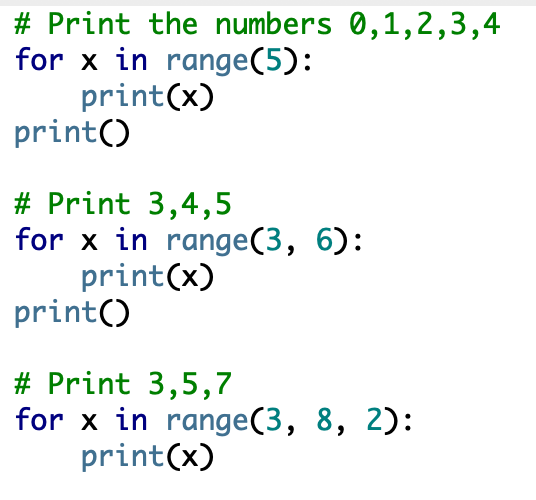 # Print the numbers 0,1,2,3,4
for x in range(5):
    print(x)
print()

# Print 3,4,5
for x in range(3, 6):
    print(x)
print()

# Print 3,5,7
for x in range(3, 8, 2):
    print(x)